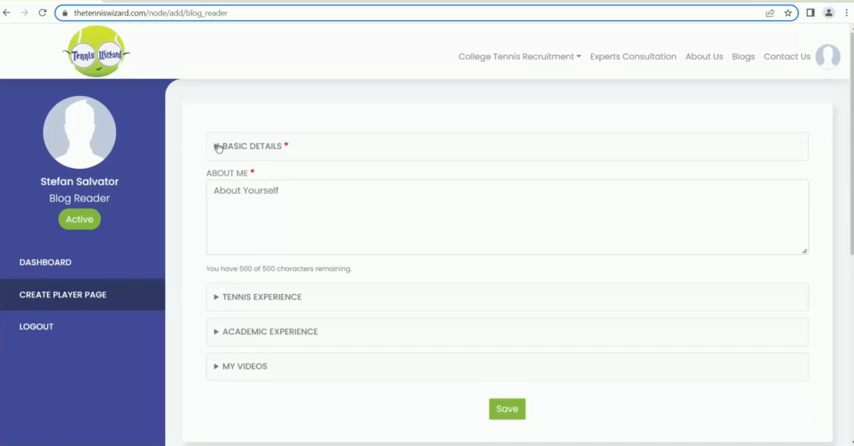 thetenniswizard.com/node/add/blog_reader
Tennis Wizard
College Tennis Recruitment Experts Consultation About Us Blogs Contact Us
Stefan Salvator
Blog Reader
Active
DASHBOARD
CREATE PLAYER PAGE
LOGOUT
BASIC DETAILS *
ABOUT ME *
About Yourself
You have 500 of 500 characters remaining.
TENNIS EXPERIENCE
ACADEMIC EXPERIENCE
MY VIDEOS
Save